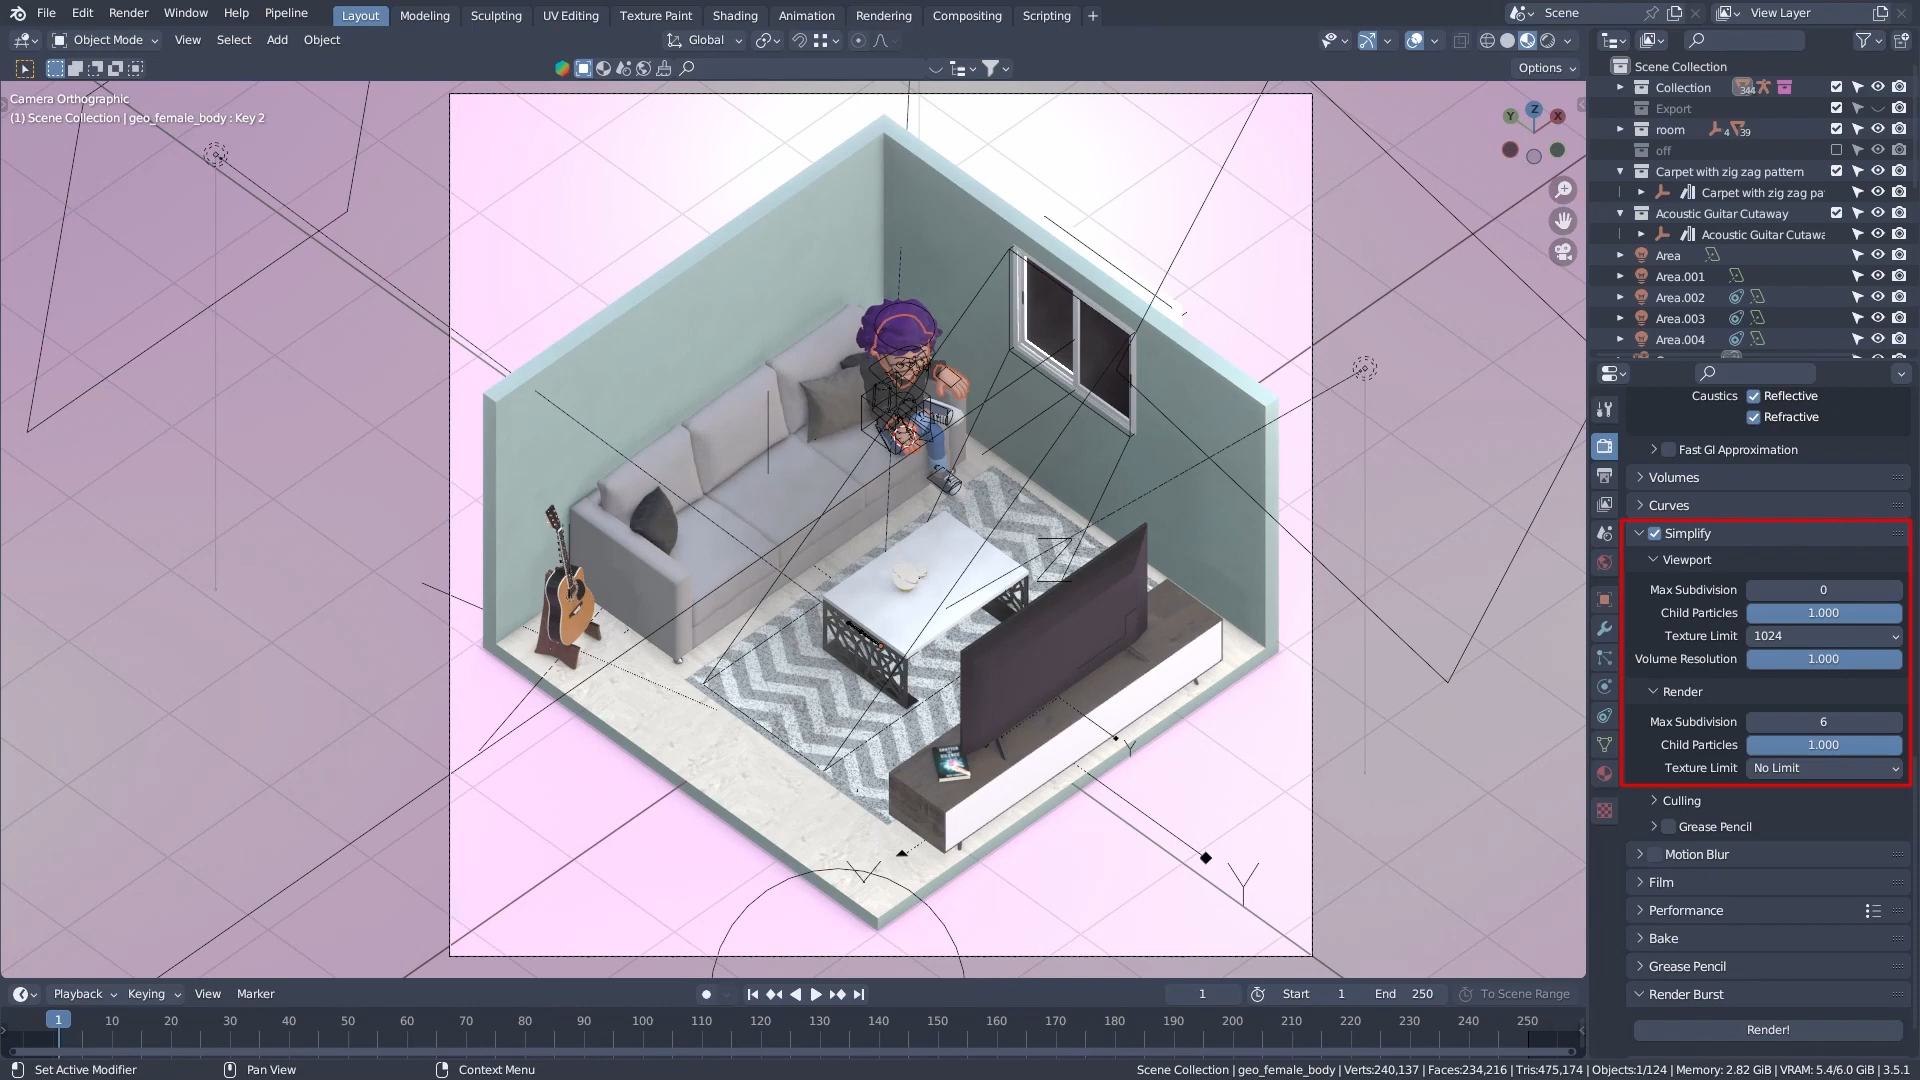 File Edit Render Window Help Pipeline Layout Modeling Sculpting UV Editing Texture Paint Shading Animation Rendering Compositing Scripting + Scene View Layer
Object Mode View Select Add Object Global
Options
Camera Orthographic
(1) Scene Collection | geo_female_body : Key 2
Z
Y
X
Scene Collection
Collection 344
Export
room 4 39
off
Carpet with zig zag pattern
Carpet with zig zag pa
Acoustic Guitar Cutaway
Acoustic Guitar Cutawa
Area
Area.001
Area.002
Area.003
Area.004
Caustics Reflective
Refractive
Fast GI Approximation
Volumes
Curves
Simplify
Viewport
Max Subdivision 0
Child Particles 1.000
Texture Limit 1024
Volume Resolution 1.000
Render
Max Subdivision 6
Child Particles 1.000
Texture Limit No Limit
Culling
Grease Pencil
Motion Blur
Film
Performance
Bake
Grease Pencil
Render Burst
Render!
Playback Keying View Marker 1 Start 1 End 250 To Scene Range
1 10 20 30 40 50 60 70 80 90 100 110 120 130 140 150 160 170 180 190 200 210 220 230 240 250
Set Active Modifier Pan View Context Menu Scene Collection | geo_female_body | Verts:240,137 | Faces:234,216 | Tris:475,174 | Objects:1/124 | Memory: 2.82 GiB | VRAM: 5.4/6.0 GiB | 3.5.1